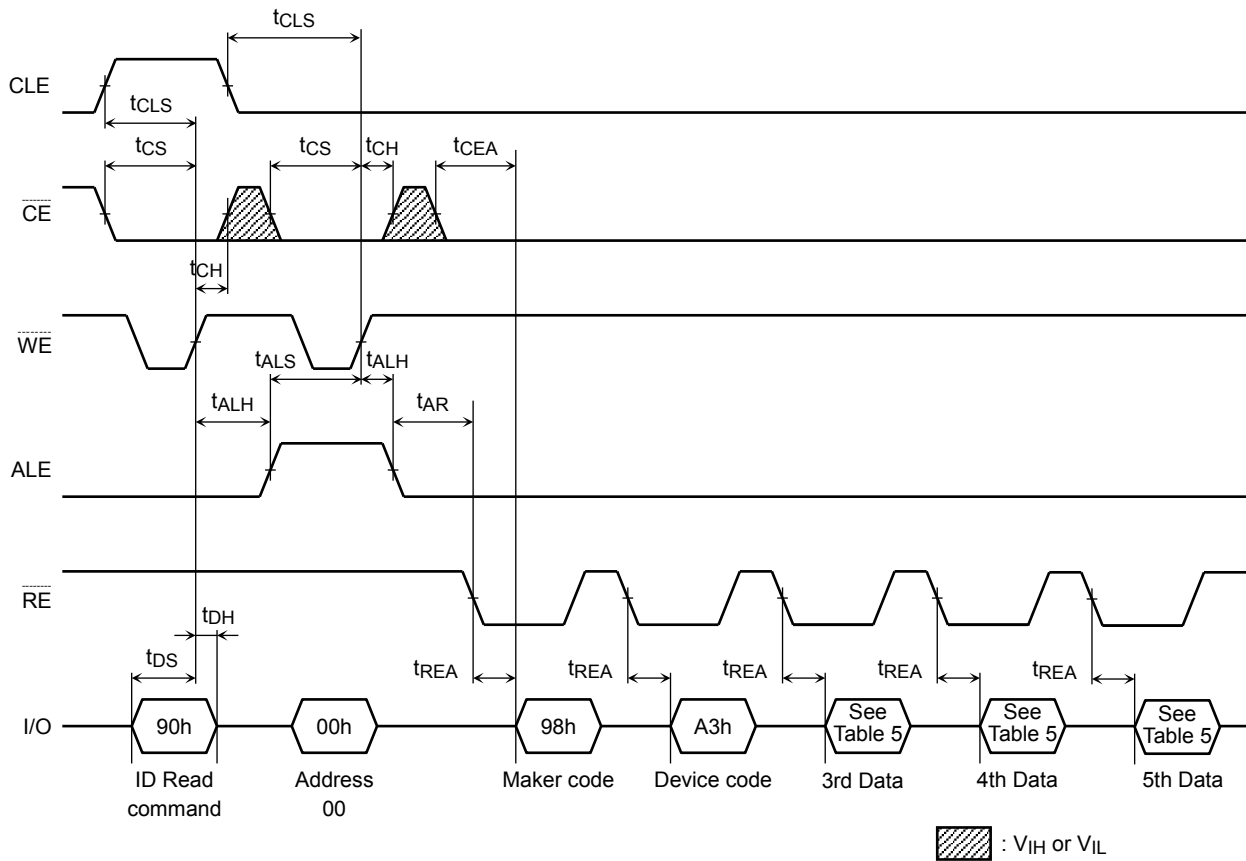 tCLS
CLE
tCLS
tCS
tCS
tCH
tCEA
CE
tCH
WE
tALS
tALH
tALH
tAR
ALE
RE
tDH
tDS
tREA
tREA
tREA
tREA
tREA
I/O
90h
00h
98h
A3h
See
Table 5
See
Table 5
See
Table 5
ID Read
command
Address
00
Maker code
Device code
3rd Data
4th Data
5th Data
: VIH or VIL